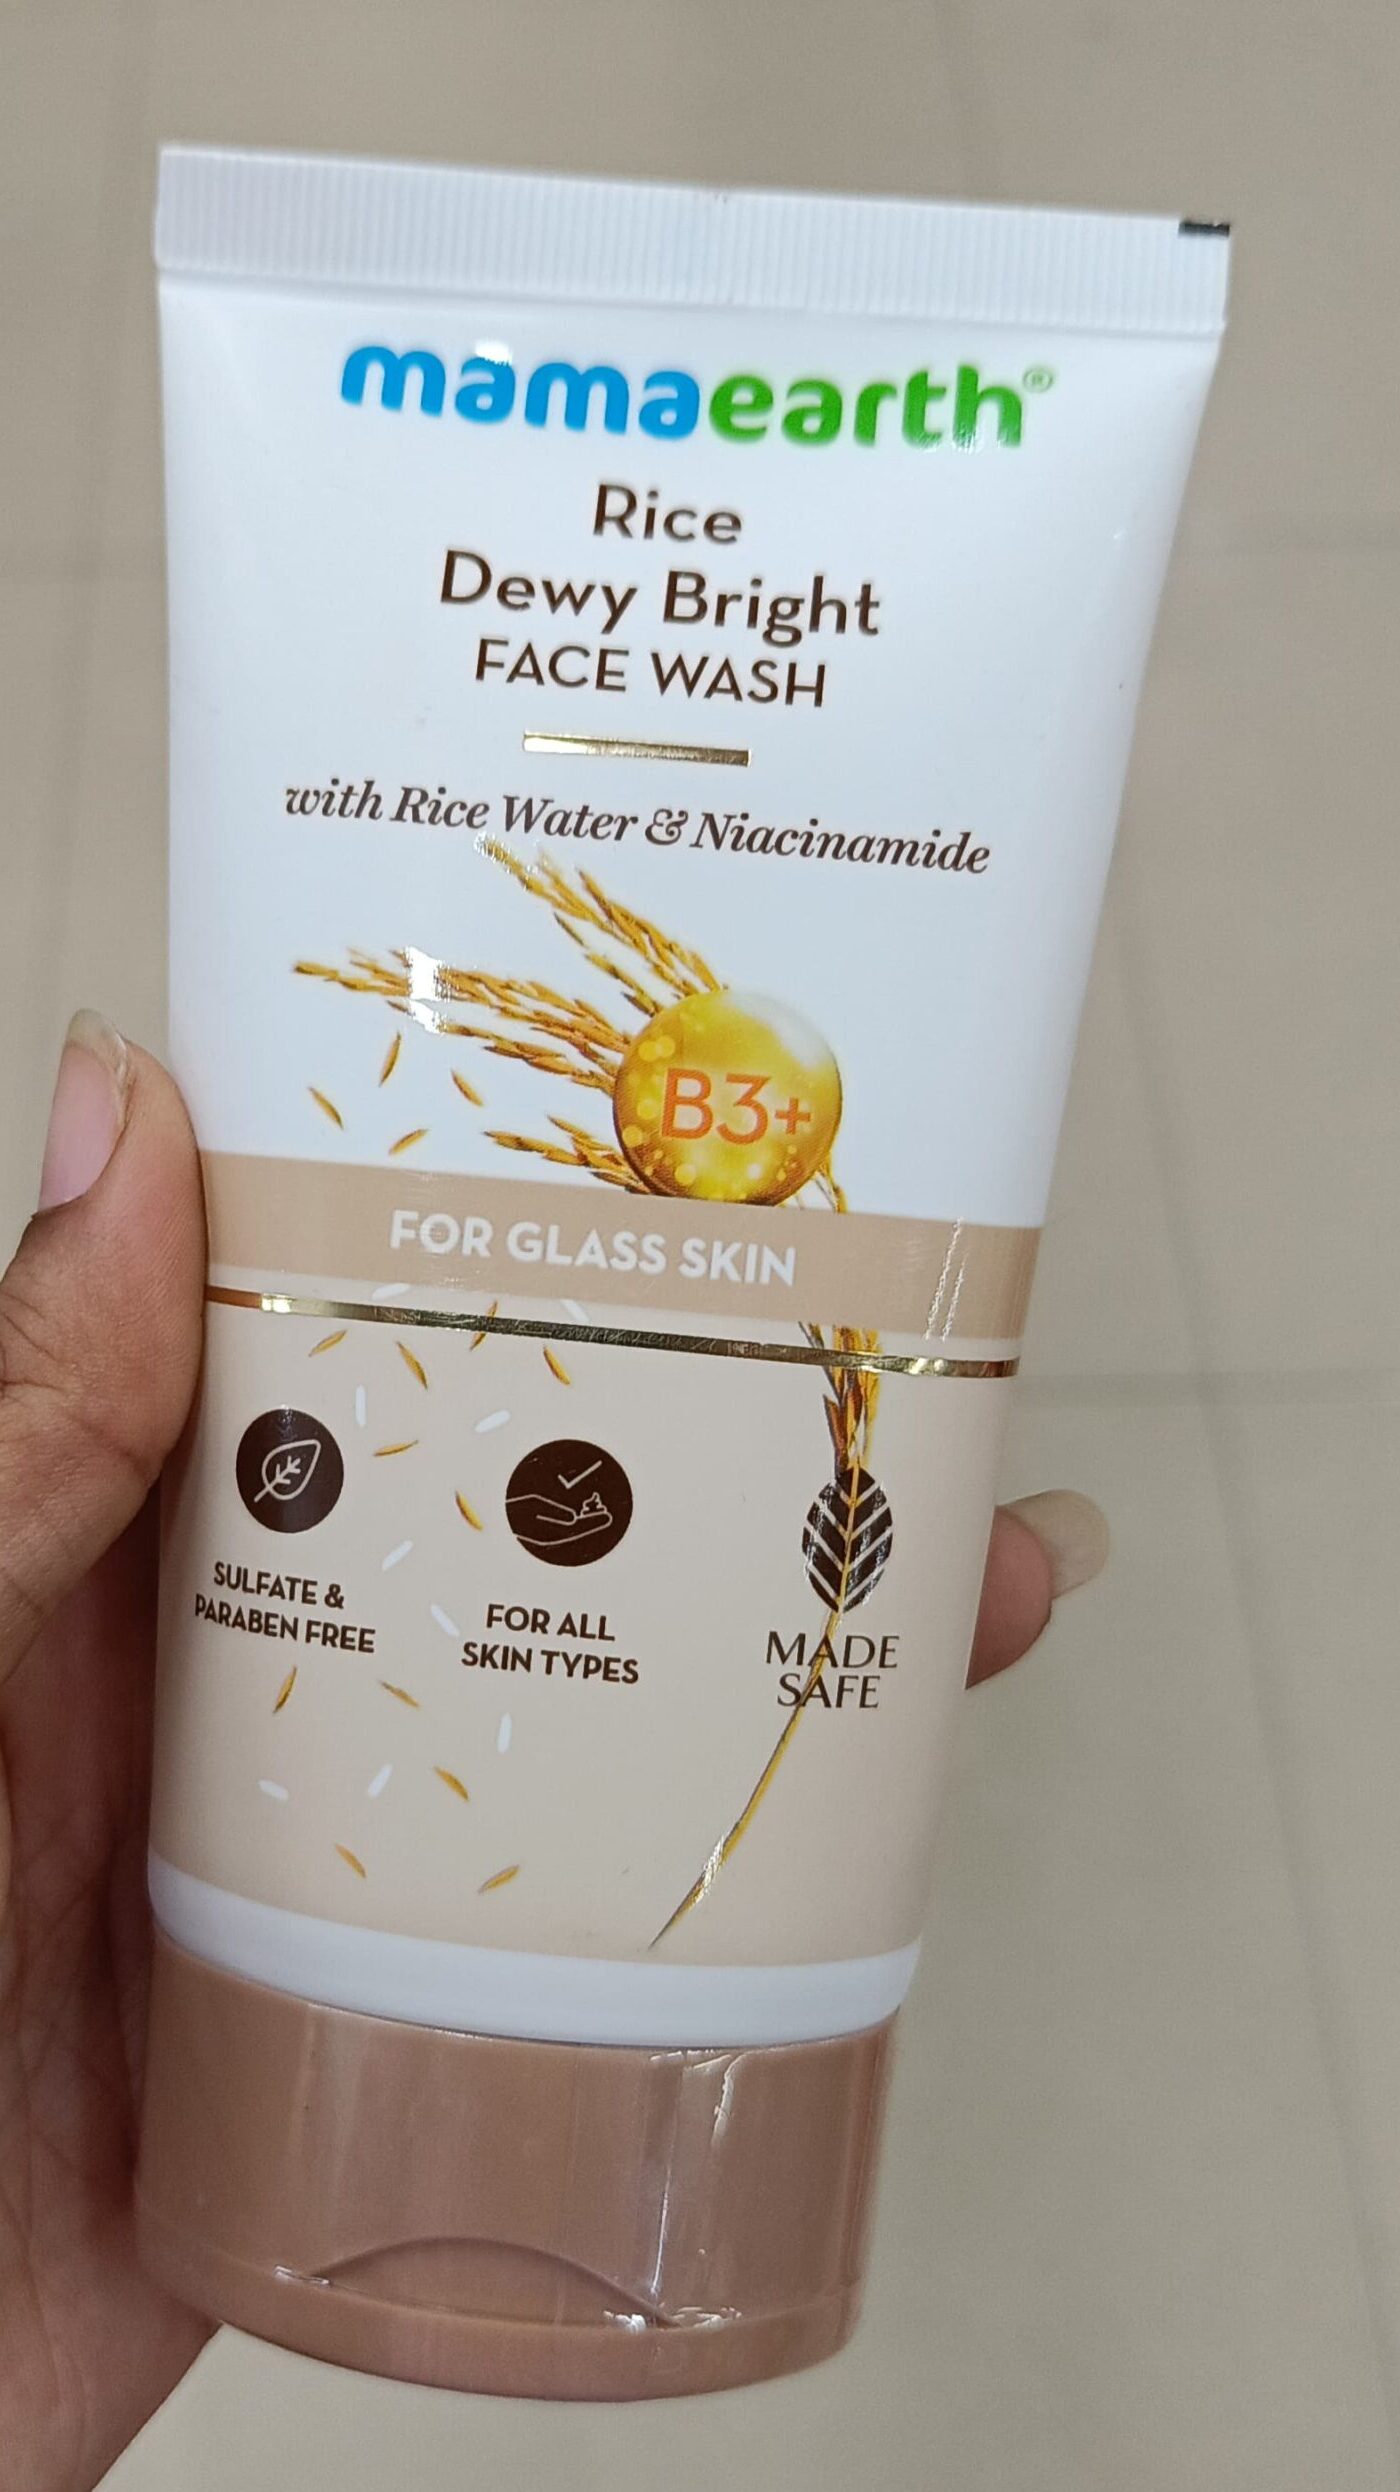 mamaearth®
Rice
Dewy Bright
FACE WASH
with Rice Water & Niacinamide
B3+
FOR GLASS SKIN
SULFATE &
PARABEN FREE
FOR ALL
SKIN TYPES
MADE
SAFE